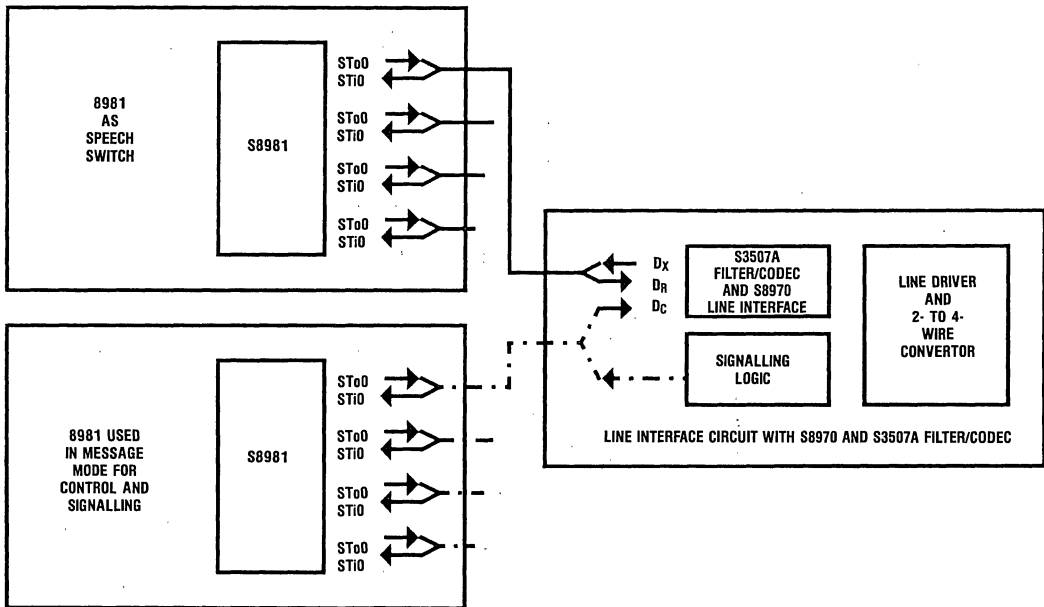 8981
AS
SPEECH
SWITCH
S8981
STo0
STi0
STo0
STi0
STo0
STi0
STo0
STi0
8981 USED
IN MESSAGE
MODE FOR
CONTROL AND
SIGNALLING
S8981
STo0
STi0
STo0
STi0
STo0
STi0
STo0
STi0
DX
DR
DC
S3507A
FILTER/CODEC
AND S8970
LINE INTERFACE
SIGNALLING
LOGIC
LINE DRIVER
AND
2- TO 4-
WIRE
CONVERTOR
LINE INTERFACE CIRCUIT WITH S8970 AND S3507A FILTER/CODEC